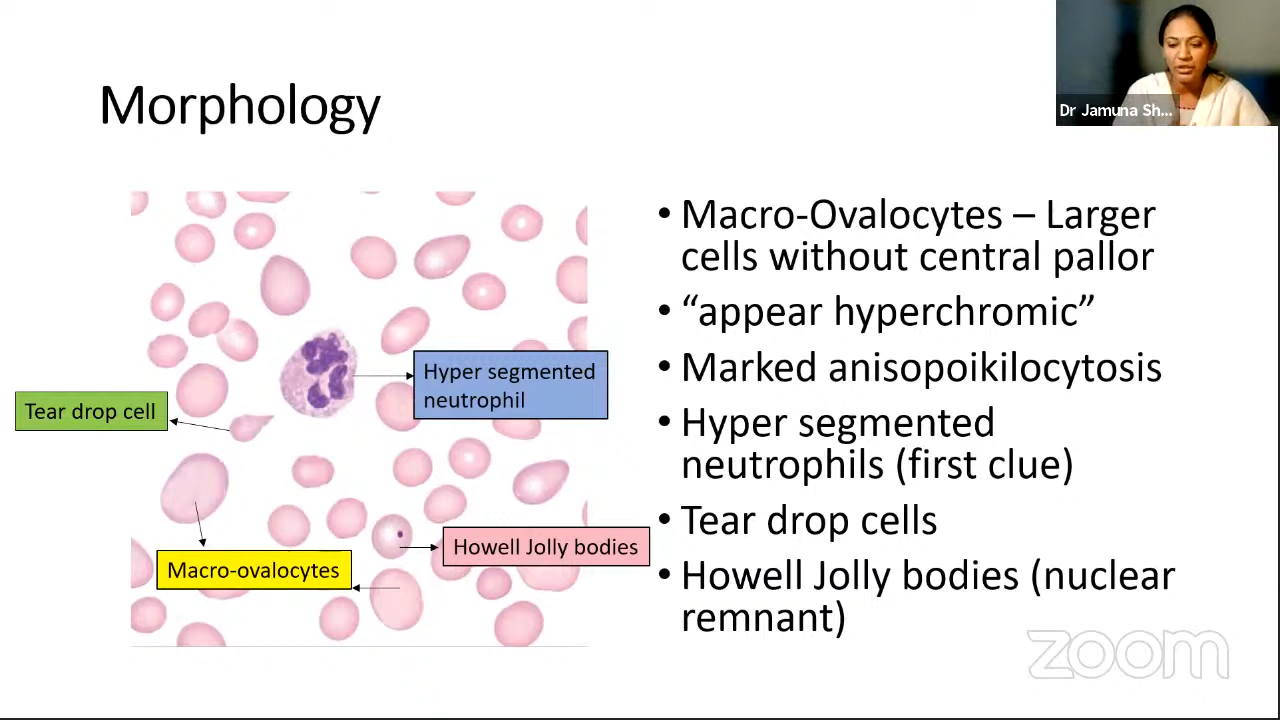 Dr Jamuna Sh...
Morphology
Hyper segmented
neutrophil
Tear drop cell
Howell Jolly bodies
Macro-ovalocytes
• Macro-Ovalocytes – Larger
cells without central pallor
• “appear hyperchromic”
• Marked anisopoikilocytosis
• Hyper segmented
neutrophils (first clue)
• Tear drop cells
• Howell Jolly bodies (nuclear
remnant)
zoom